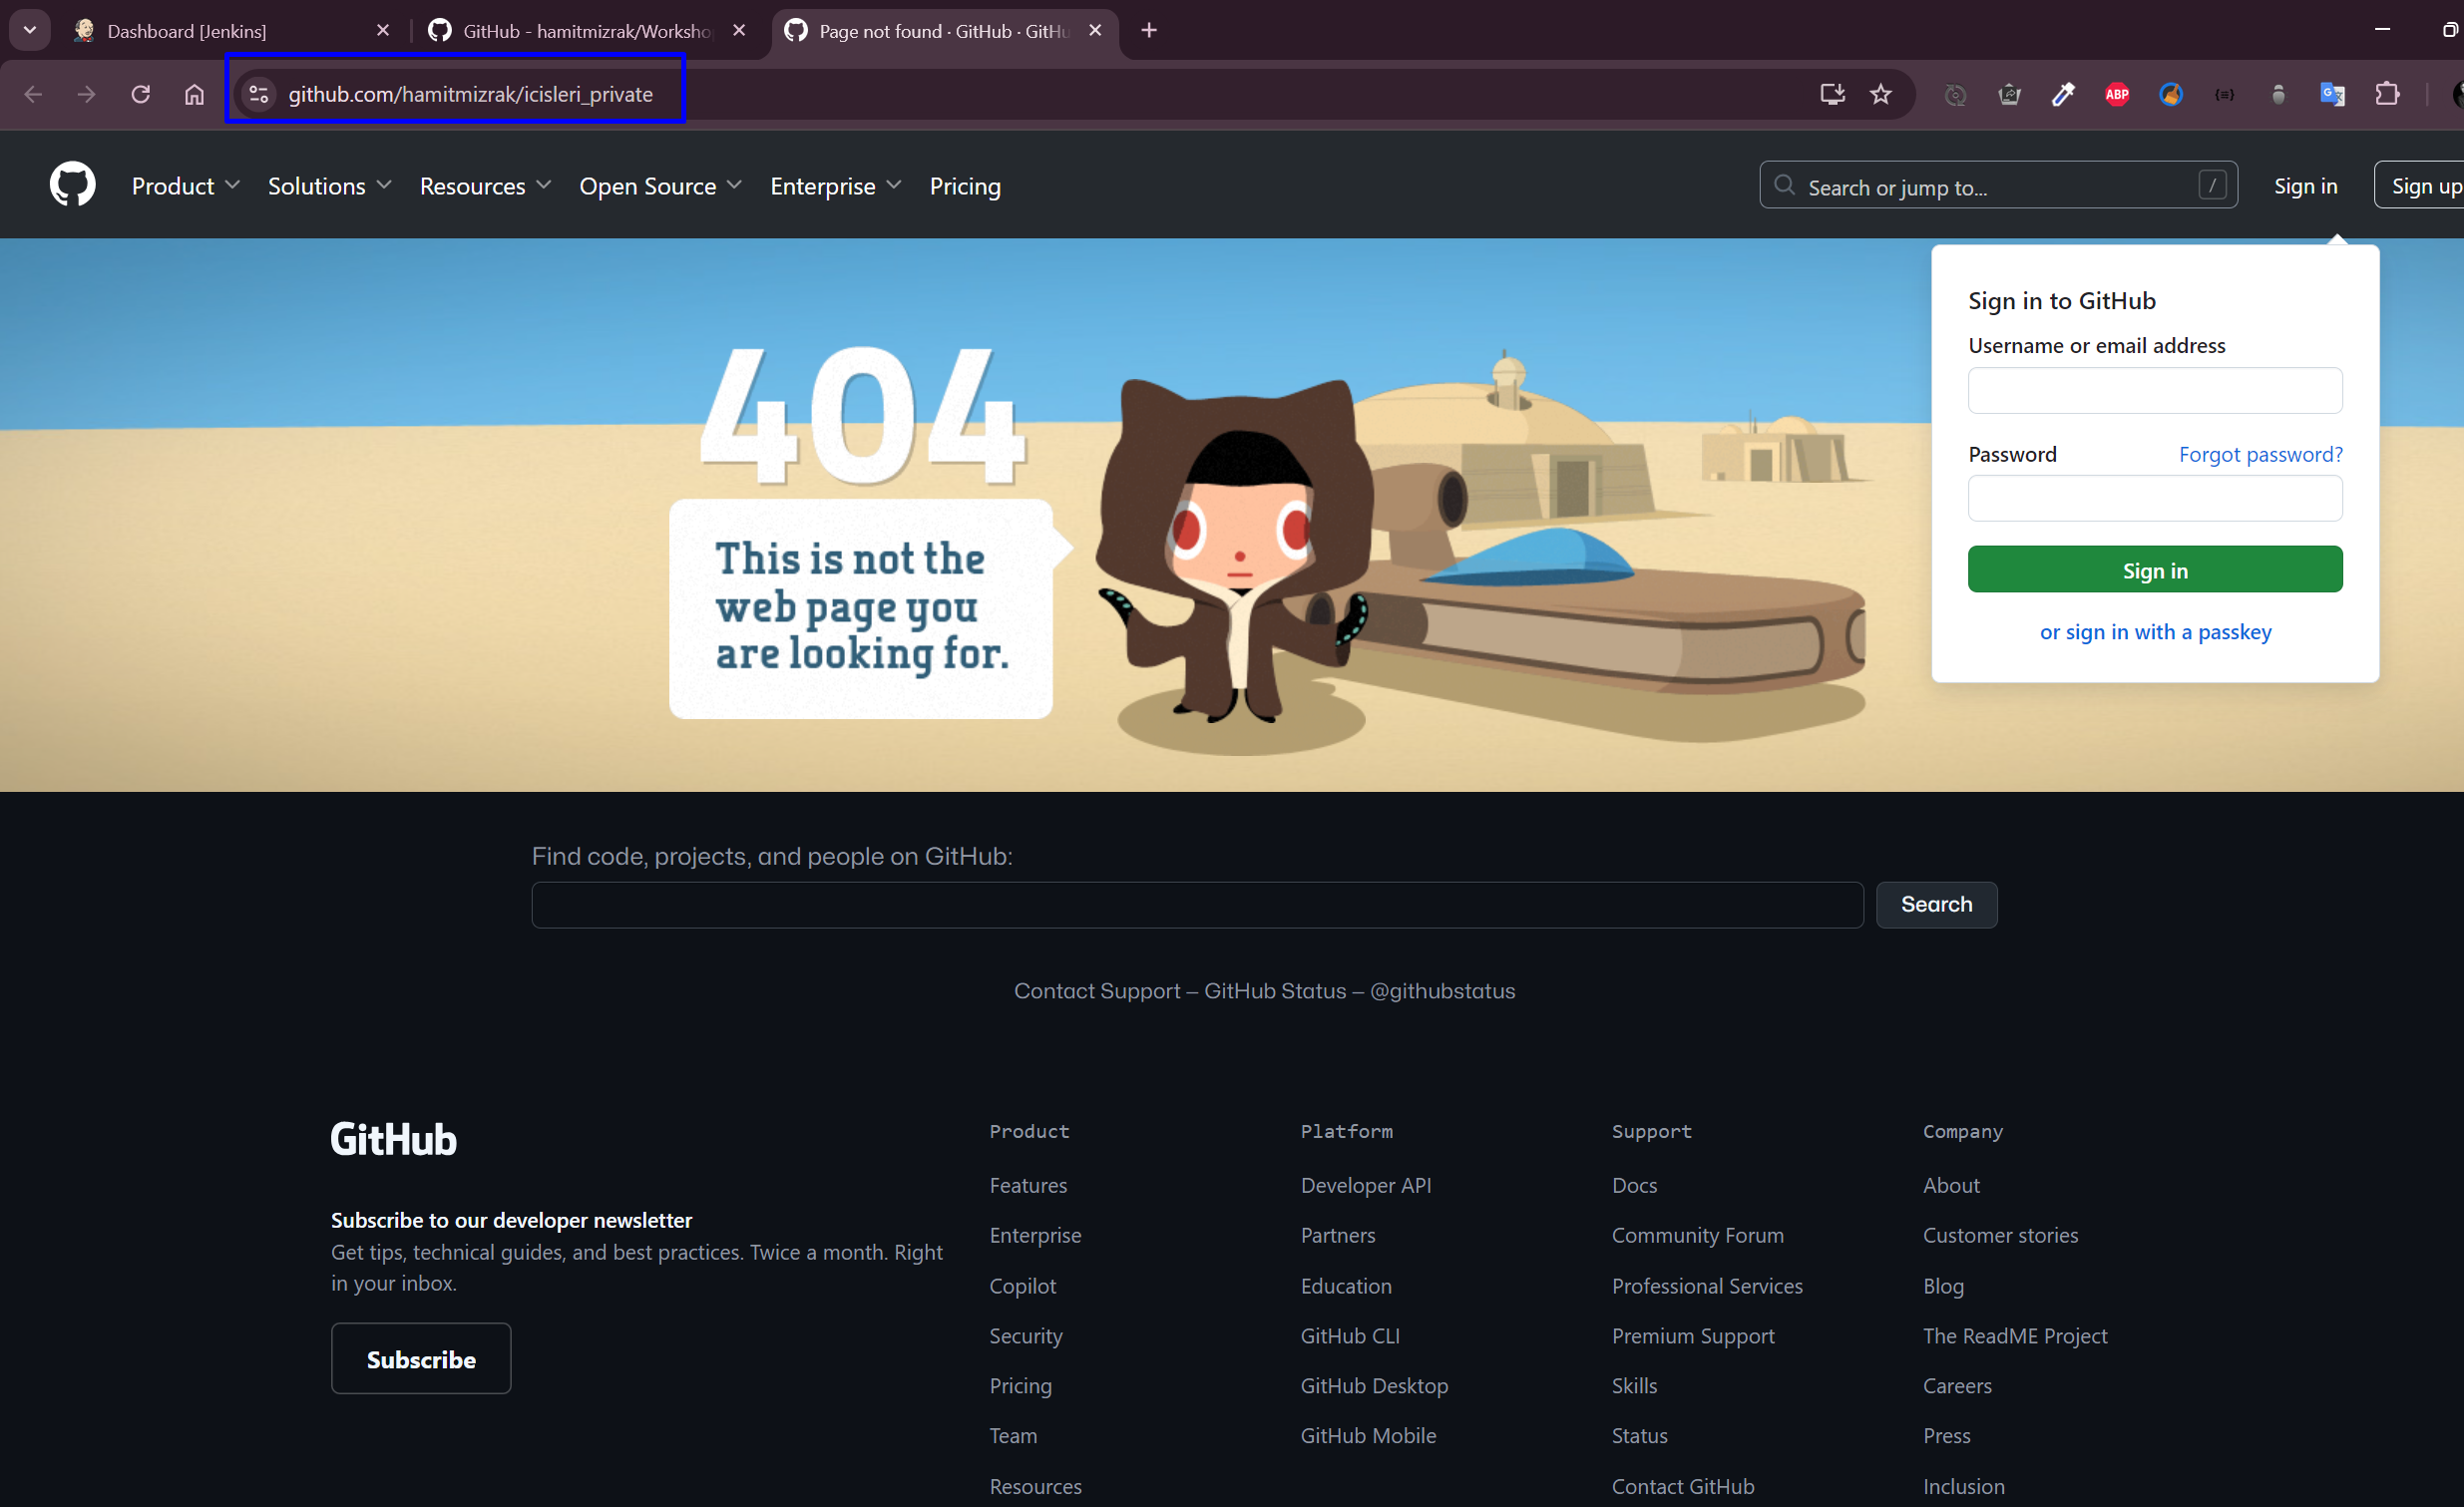 Dashboard [Jenkins]
GitHub - hamitmizrak/Worksho
Page not found · GitHub · GitHu
github.com/hamitmizrak/icisleri_private
ABP
Product
Solutions
Resources
Open Source
Enterprise
Pricing
Search or jump to...
/
Sign in
Sign up
404
This is not the
web page you
are looking for.
Sign in to GitHub
Username or email address
Password
Forgot password?
Sign in
or sign in with a passkey
Find code, projects, and people on GitHub:
Search
Contact Support — GitHub Status — @githubstatus
GitHub
Subscribe to our developer newsletter
Get tips, technical guides, and best practices. Twice a month. Right
in your inbox.
Subscribe
Product
Features
Enterprise
Copilot
Security
Pricing
Team
Resources
Platform
Developer API
Partners
Education
GitHub CLI
GitHub Desktop
GitHub Mobile
Support
Docs
Community Forum
Professional Services
Premium Support
Skills
Status
Contact GitHub
Company
About
Customer stories
Blog
The ReadME Project
Careers
Press
Inclusion